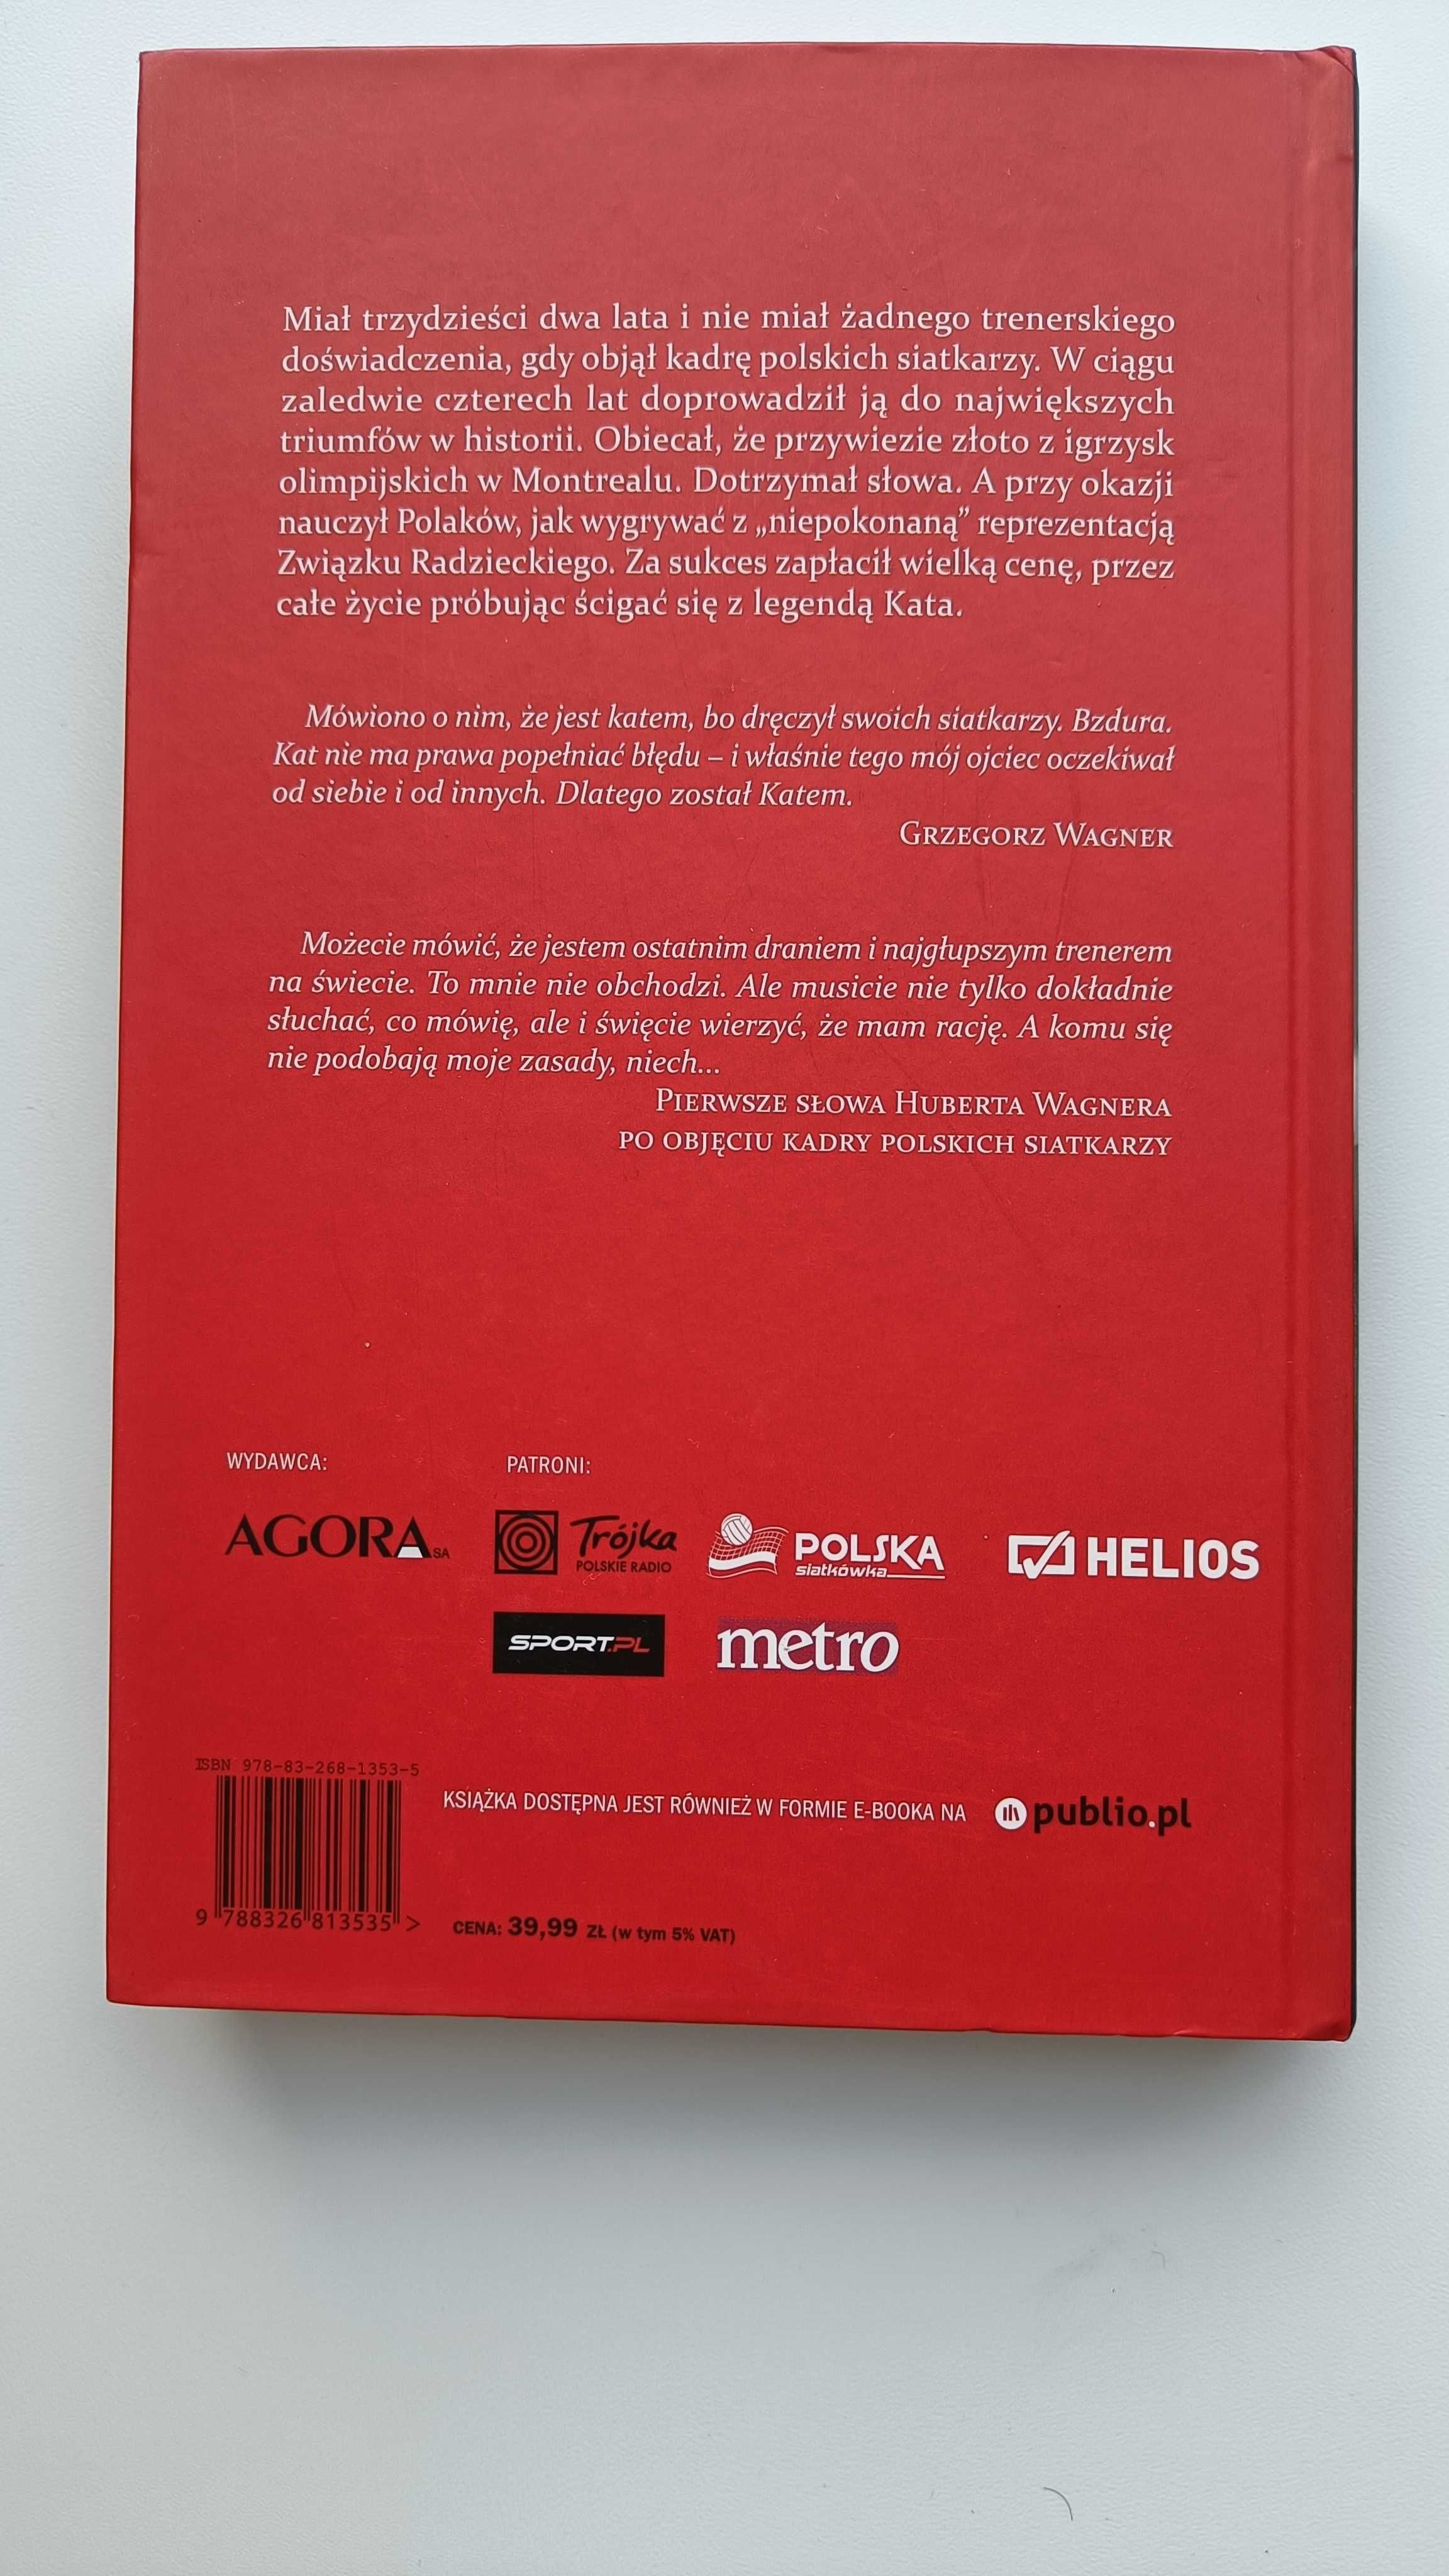 Miał trzydzieści dwa lata i nie miał żadnego trenerskiego
doświadczenia, gdy objął kadrę polskich siatkarzy. W ciągu
zaledwie czterech lat doprowadził ją do największych
triumfów w historii. Obiecał, że przywiezie złoto z igrzysk
olimpijskich w Montrealu. Dotrzymał słowa. A przy okazji
nauczył Polaków, jak wygrywać z „niepokonaną” reprezentacją
Związku Radzieckiego. Za sukces zapłacił wielką cenę, przez
całe życie próbując ścigać się z legendą Kata.
Mówiono o nim, że jest katem, bo dręczył swoich siatkarzy. Bzdura.
Kat nie ma prawa popełniać błędu – i właśnie tego mój ojciec oczekiwał
od siebie i od innych. Dlatego został Katem.
GRZEGORZ WAGNER
Możecie mówić, że jestem ostatnim draniem i najgłupszym trenerem
na świecie. To mnie nie obchodzi. Ale musicie nie tylko dokładnie
słuchać, co mówię, ale i święcie wierzyć, że mam rację. A komu się
nie podobają moje zasady, niech...
PIERWSZE SŁOWA HUBERTA WAGNERA
PO OBJĘCIU KADRY POLSKICH SIATKARZY
WYDAWCA:
PATRONI:
AGORA SA
Trójka
POLSKIE RADIO
POLSKA
siatkówka
HELIOS
SPORT.PL
metro
ISBN 978-83-268-1353-5
KSIĄŻKA DOSTĘPNA JEST RÓWNIEŻ W FORMIE E-BOOKA NA
publio.pl
9 788326 813535 >
CENA: 39,99 ZŁ (w tym 5% VAT)